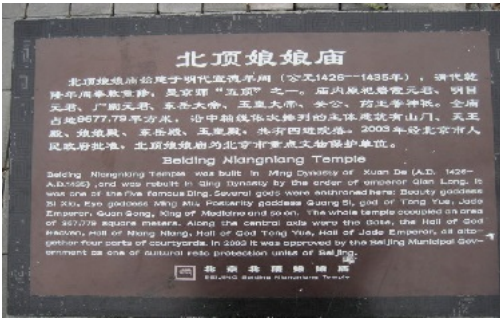 北顶娘娘庙
北顶娘娘庙始建于明代宣德年间（公元1426--1435年），清代乾
隆年间奉敕重修，是京师“五顶”之一。庙内原祀碧霞元君、明目
元君、广嗣元君、东岳大帝、玉皇大帝、关公、药王等神祇。全庙
占地9677.79平方米，沿中轴线依次排列的主体建筑有山门、天王
殿、娘娘殿、东岳殿、玉皇殿，共有四进院落。2003年经北京市人
民政府批准，北顶娘娘庙为北京市重点文物保护单位。
Beiding Niangniang Temple
Beiding Niangniang Temple was built in Ming Dynasty of Xuan De (A.D. 1426-
A.D.1435) ,and was rebuilt in Qing Dynasty by the order of emperor Qian Long. It
was one of the five famous Ding. Several gods were enshrined here: Beauty goddess
Bi Xia, Eye goddess Ming Mu, Posterity goddess Guang Si, god of Tong Yue, Jade
Emperor, Guan Gong, King of Medicine and so on. The whole temple occupied an area
of square meters. Along the central axis were the Gate, the Hall of God
Heaven, Hall of Niang Niang, Hall of God Tong Yue, Hall of Jade Emperor, all alto-
gether four parts of courtyards. In 2003 it was approved by the Beijing Municipal Gov-
ernment as one of cultural relic protection units of Beijing.
北京北顶娘娘庙
BEIJING Beiding Niangniang Temple